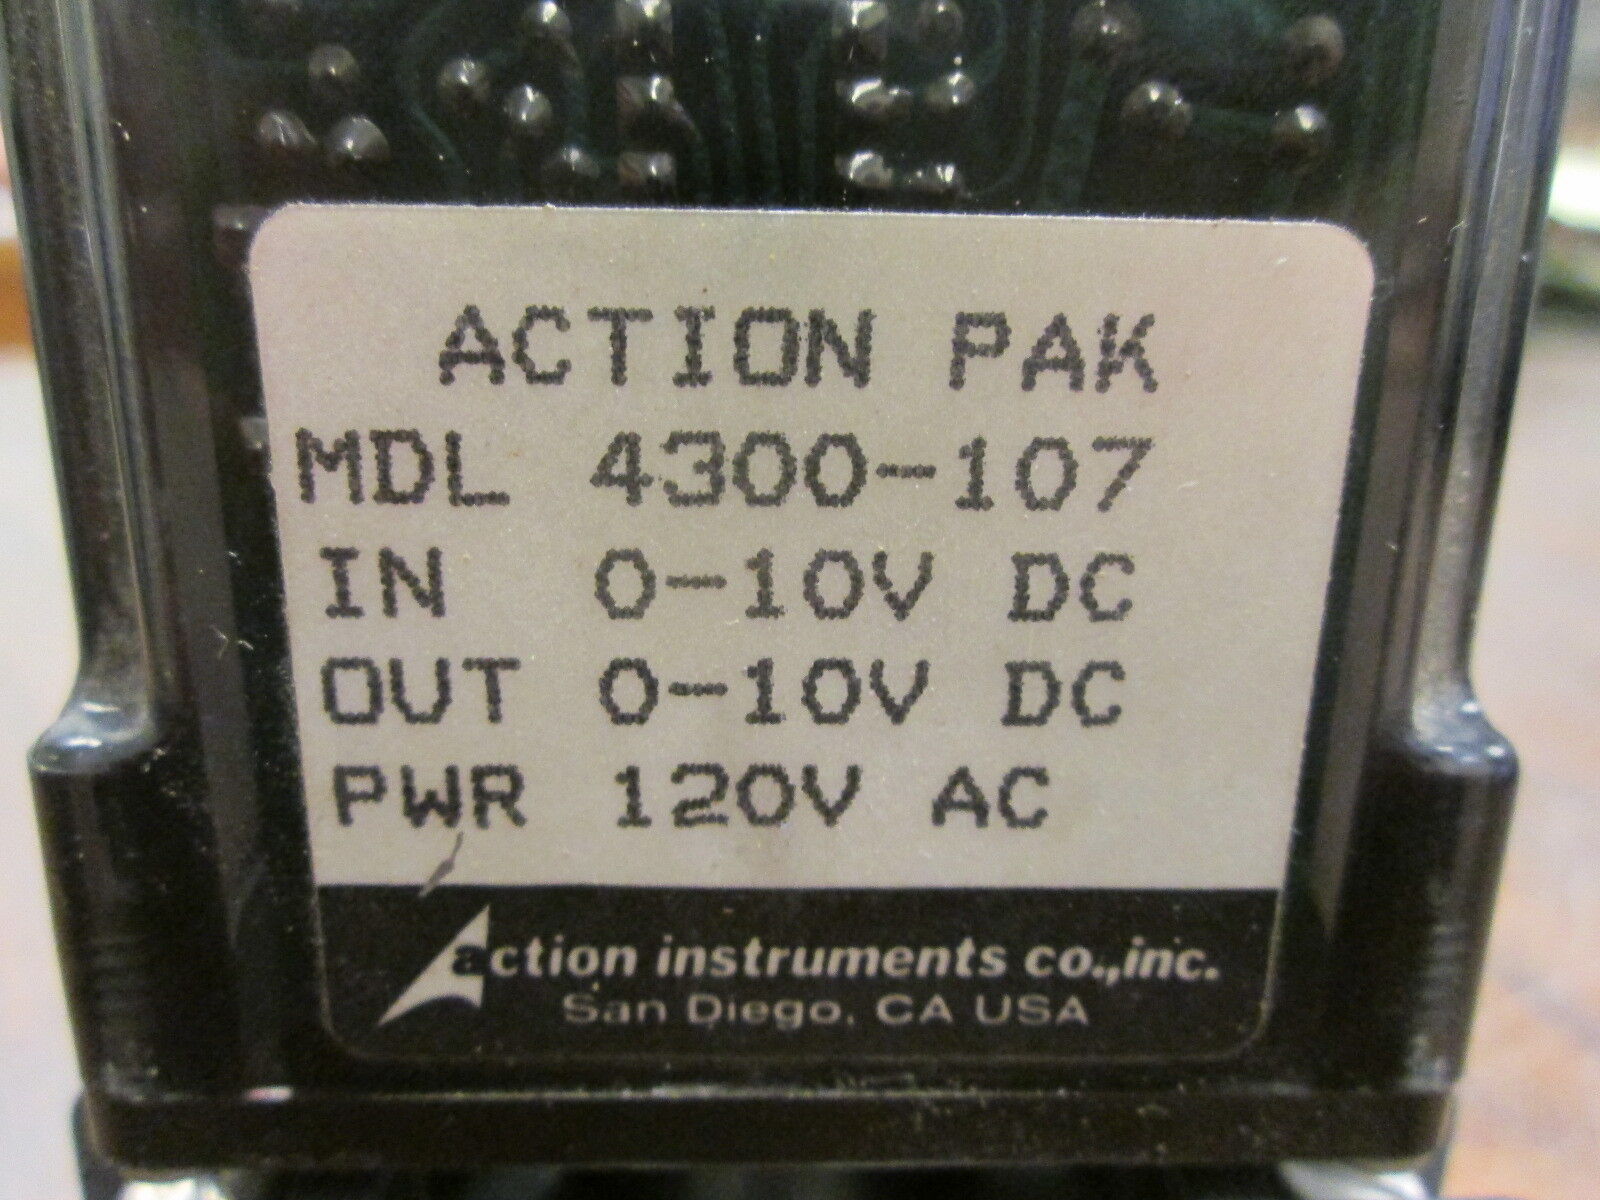 ACTION PAK
MDL 4300-107
IN 0-10V DC
OUT 0-10V DC
PWR 120V AC
action instruments co.,inc.
San Diego, CA USA